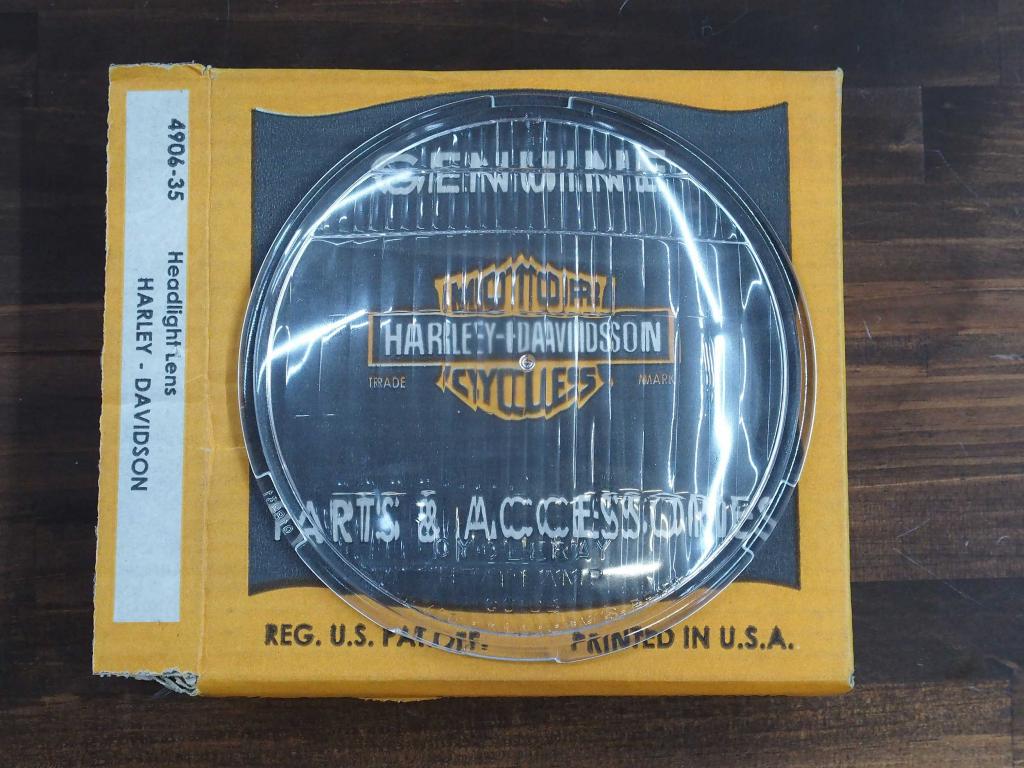 4906-35 Headlight Lens
HARLEY - DAVIDSON
GENUINE
MOTOR
HARLEY-DAVIDSON
TRADE MARK
CYCLES
PARTS & ACCESSORIES
CYCLERAY
REG. U.S. PAT. OFF. PRINTED IN U.S.A.